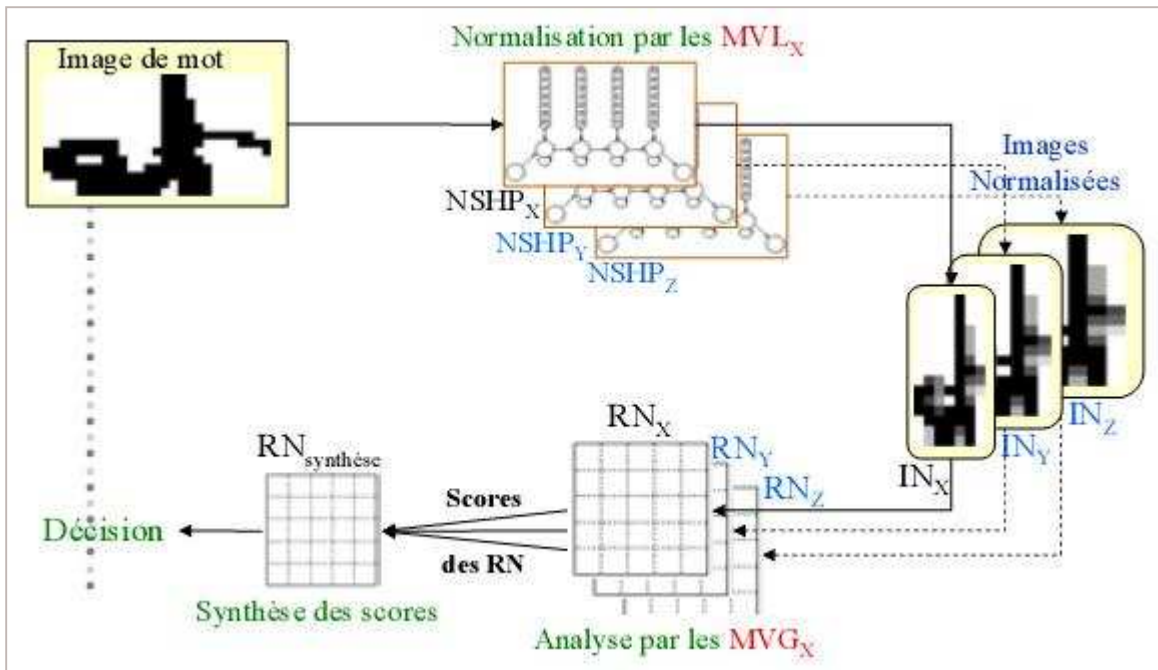 Image de mot
Normalisation par les MVL_X
NSHP_X
NSHP_Y
NSHP_Z
Images
Normalisées
IN_X
IN_Y
IN_Z
RN_X
RN_Y
RN_Z
RN_synthèse
Scores
des RN
Décision
Synthèse des scores
Analyse par les MVG_X